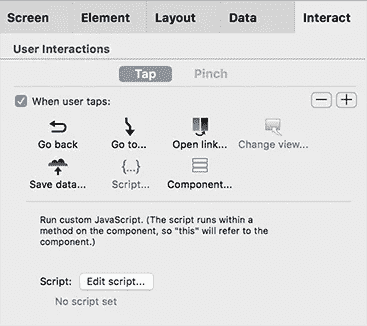 Screen Element Layout Data Interact
User Interactions
Tap Pinch
When user taps:
Go back Go to... Open link... Change view...
{...}
Save data... Script... Component...
Run custom JavaScript. (The script runs within a
method on the component, so "this" will refer to the
component.)
Script: Edit script...
No script set